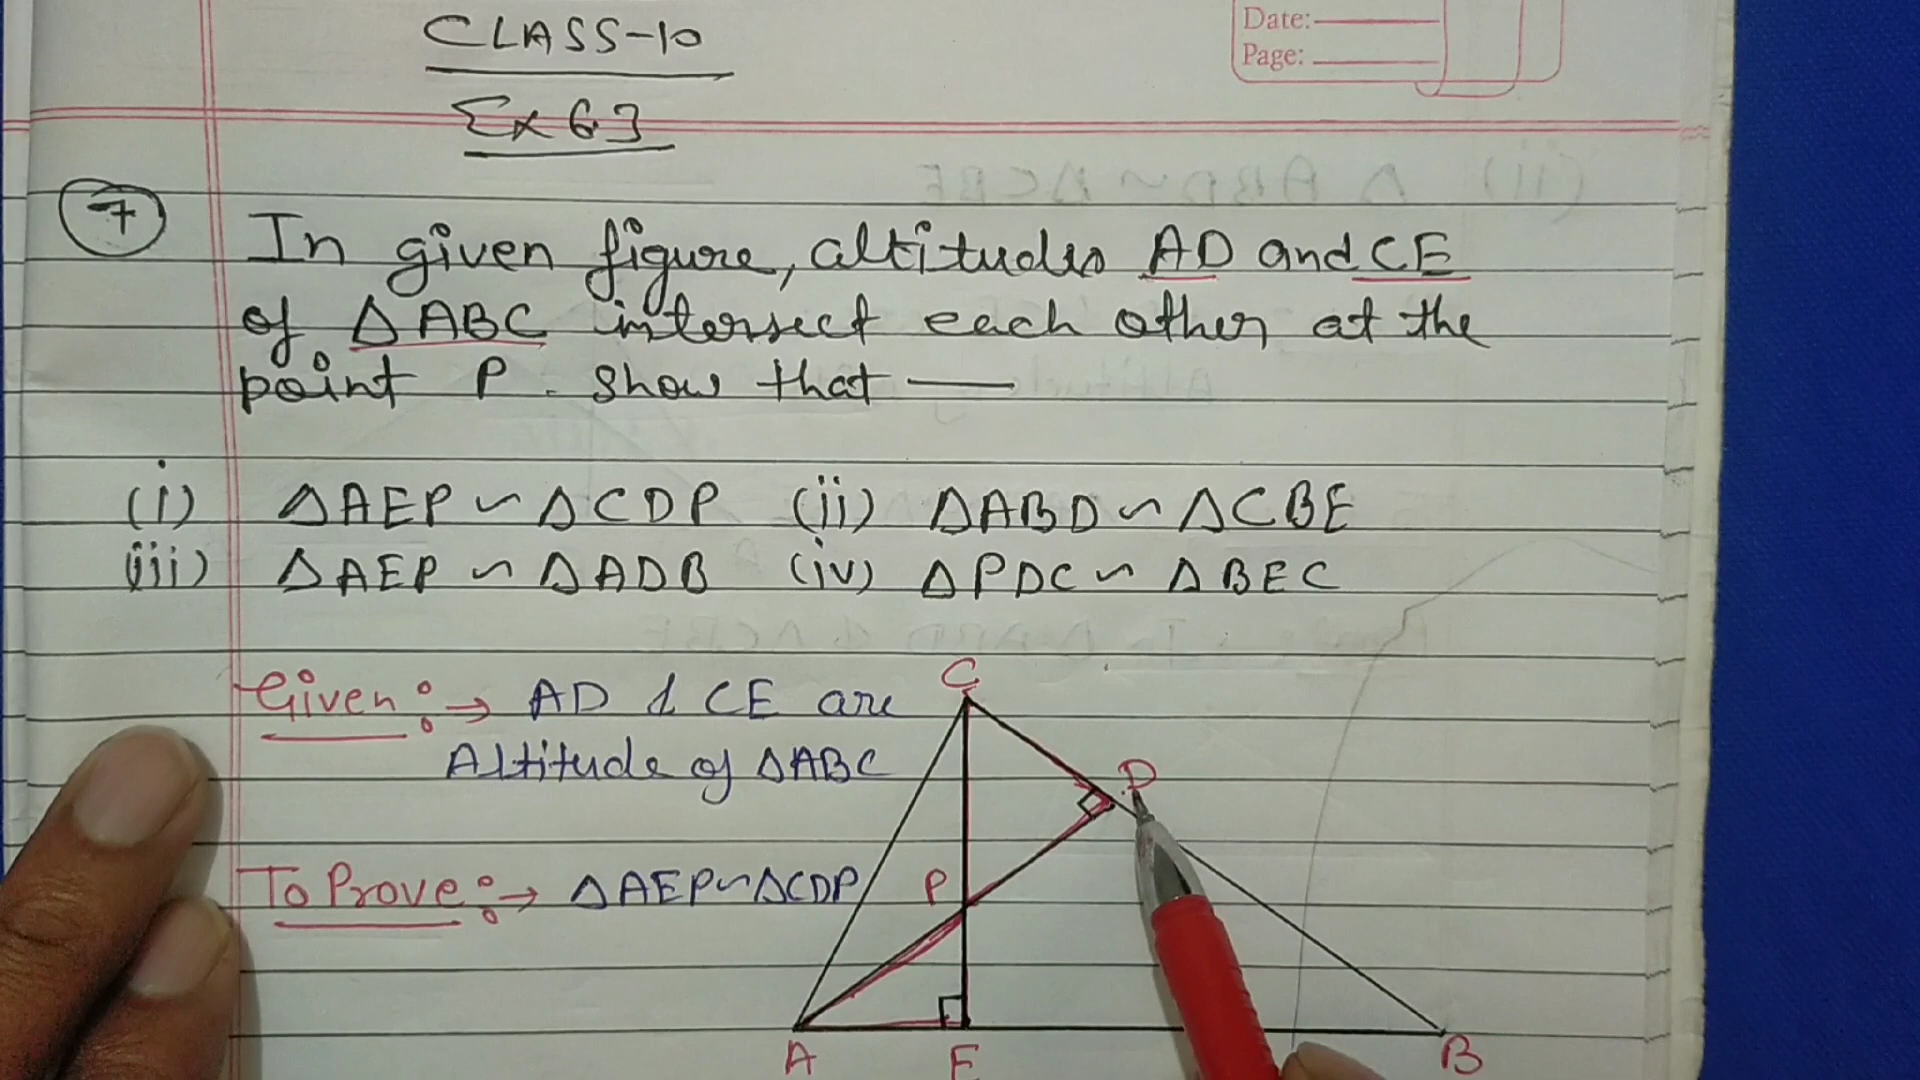 Date:
Page:
CLASS-10
Ex 6.3
7 In given figure, altitudes AD and CE
of ΔABC intersect each other at the
point P. Show that —
(i) ΔAEP ~ ΔCDP (ii) ΔABD ~ ΔCBE
(iii) ΔAEP ~ ΔADB (iv) ΔPDC ~ ΔBEC
Given :→ AD & CE are
Altitude of ΔABC
To Prove :→ ΔAEP ~ ΔCDP
C
D
P
A E B